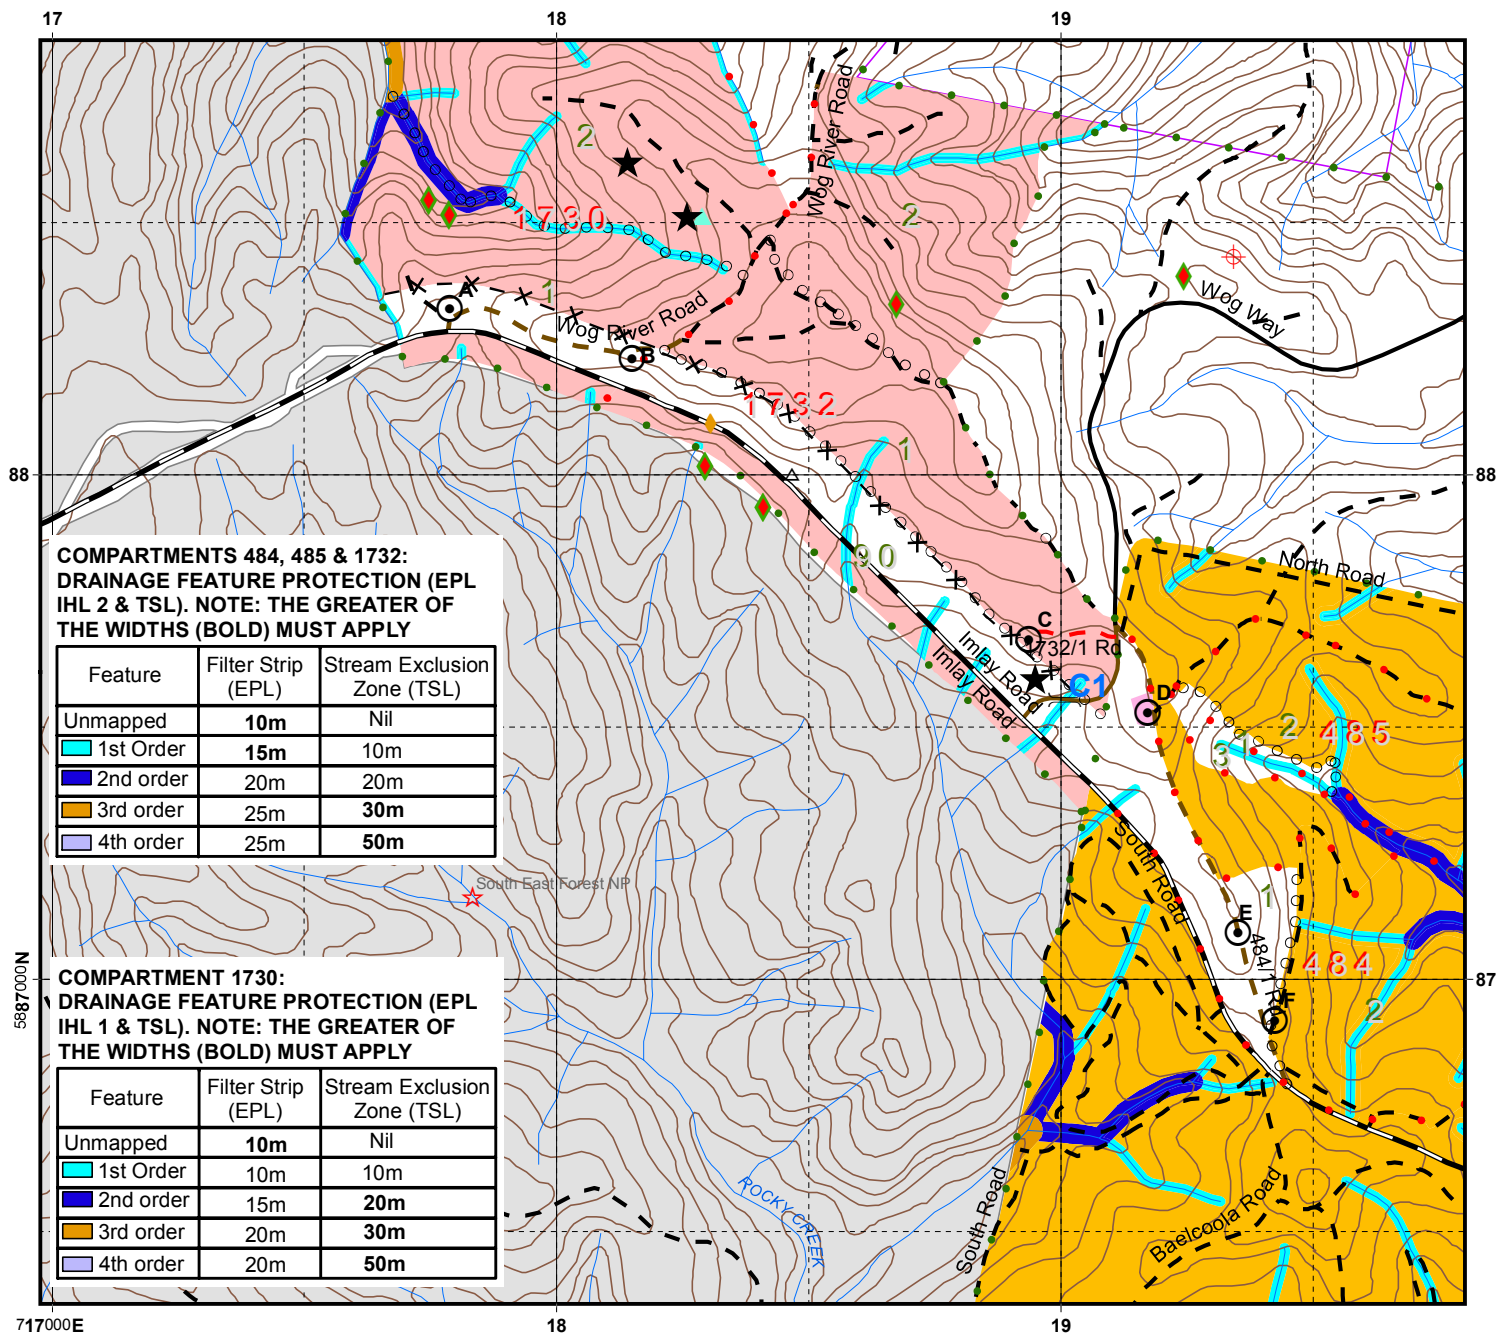 17
18
19
2
Wog River Road
2
1730
A
1
Wog River Road
B
Wog Way
1732
1
88
88
90
North Road
C
1732/1 Rd
Imlay Road
Imlay Road
C1
D
2
485
1
3
South Road
1
E
484/1 Rd
484
F
2
COMPARTMENTS 484, 485 & 1732:
DRAINAGE FEATURE PROTECTION (EPL
IHL 2 & TSL). NOTE: THE GREATER OF
THE WIDTHS (BOLD) MUST APPLY
Feature Filter Strip (EPL) Stream Exclusion Zone (TSL)
Unmapped 10m Nil
1st Order 15m 10m
2nd order 20m 20m
3rd order 25m 30m
4th order 25m 50m
South East Forest NP
5887000N
87
COMPARTMENT 1730:
DRAINAGE FEATURE PROTECTION (EPL
IHL 1 & TSL). NOTE: THE GREATER OF
THE WIDTHS (BOLD) MUST APPLY
Feature Filter Strip (EPL) Stream Exclusion Zone (TSL)
Unmapped 10m Nil
1st Order 10m 10m
2nd order 15m 20m
3rd order 20m 30m
4th order 20m 50m
ROCKY CREEK
South Road
Baelcoola Road
717000E
18
19